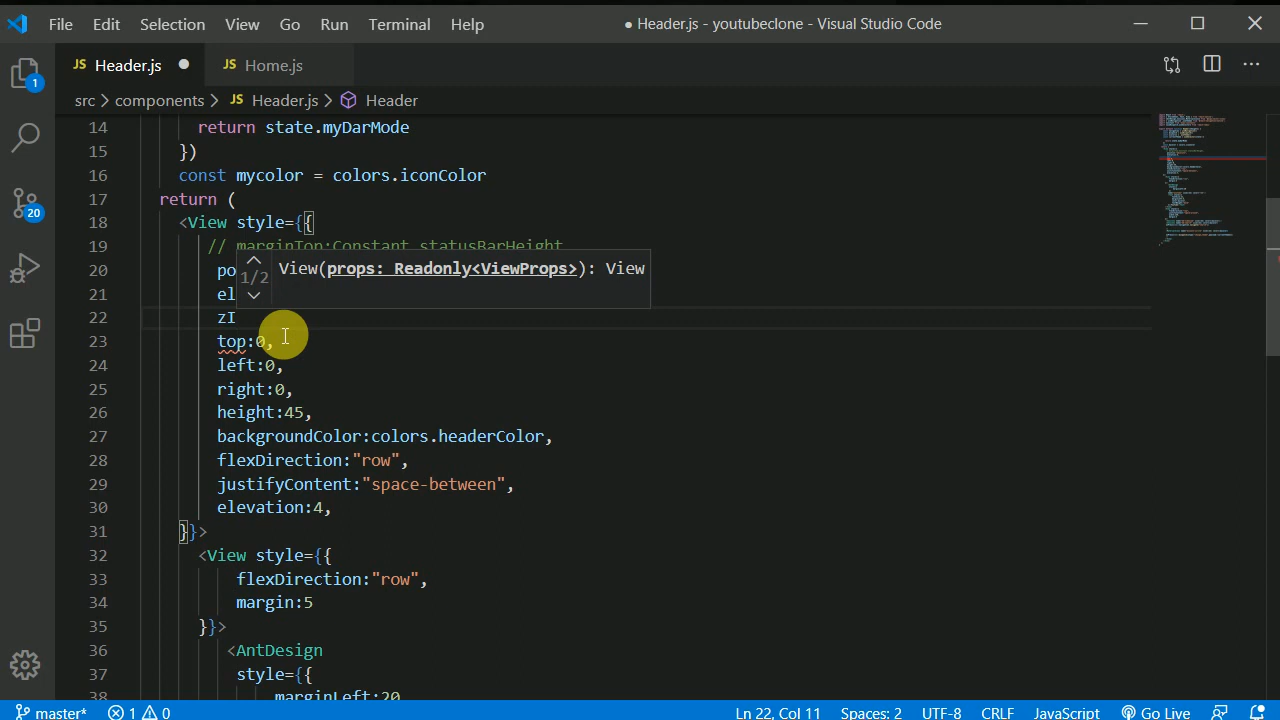 File Edit Selection View Go Run Terminal Help ● Header.js - youtubeclone - Visual Studio Code
JS Header.js ● JS Home.js
1
src > components > JS Header.js > Header
14 return state.myDarMode
15 })
16 const mycolor = colors.iconColor
17 return (
18 <View style={{
19 // marginTop:Constant.statusBarHeight
20 po
1/2 View(props: Readonly<ViewProps>): View
21 el
22 zI
23 top:0,
24 left:0,
25 right:0,
26 height:45,
27 backgroundColor:colors.headerColor,
28 flexDirection:"row",
29 justifyContent:"space-between",
30 elevation:4,
31 }}>
32 <View style={{
33 flexDirection:"row",
34 margin:5
35 }}>
36 <AntDesign
37 style={{
38 marginLeft:20
20
master* 1 0 Ln 22, Col 11 Spaces: 2 UTF-8 CRLF JavaScript Go Live